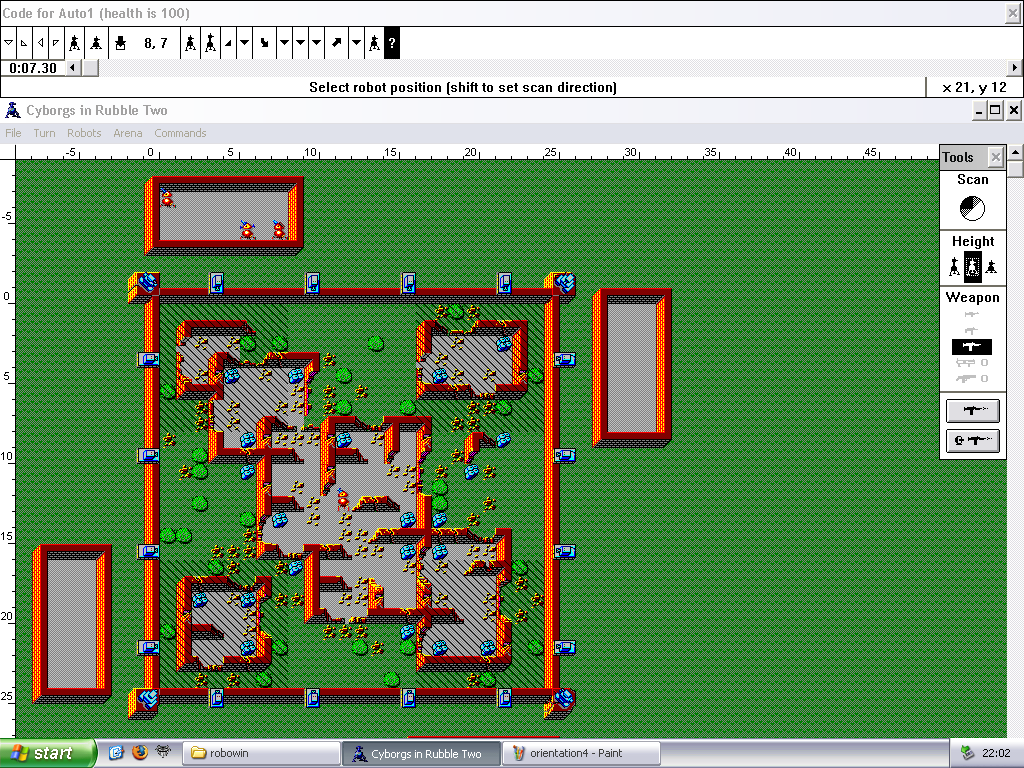 Code for Auto1 (health is 100)
8, 7 ?
0:07.30
Select robot position (shift to set scan direction) x 21, y 12
Cyborgs in Rubble Two
File Turn Robots Arena Commands
-5 0 5 10 15 20 25 30 35 40 45
Tools
Scan
Height
Weapon
0
0
-5
0
5
10
15
20
25
start robowin Cyborgs in Rubble Two orientation4 - Paint 22:02